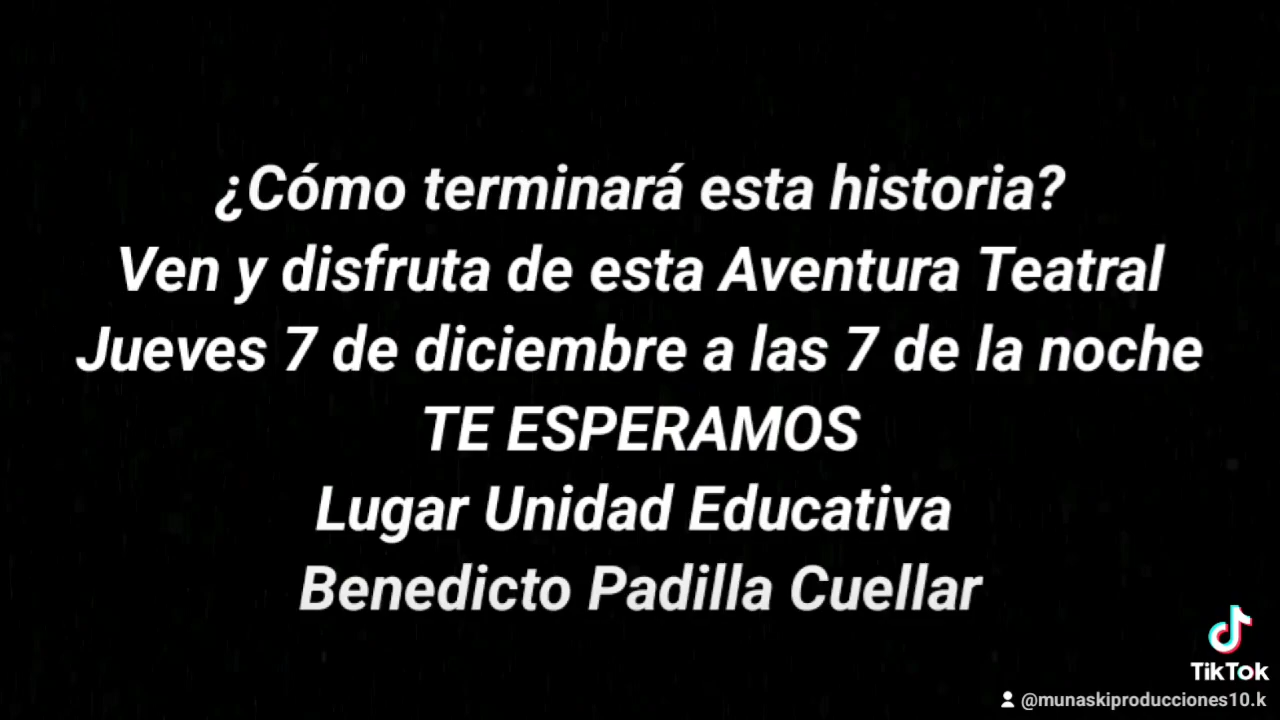 ¿Cómo terminará esta historia?
Ven y disfruta de esta Aventura Teatral
Jueves 7 de diciembre a las 7 de la noche
TE ESPERAMOS
Lugar Unidad Educativa
Benedicto Padilla Cuellar
TikTok
@munaskiproducciones10.k